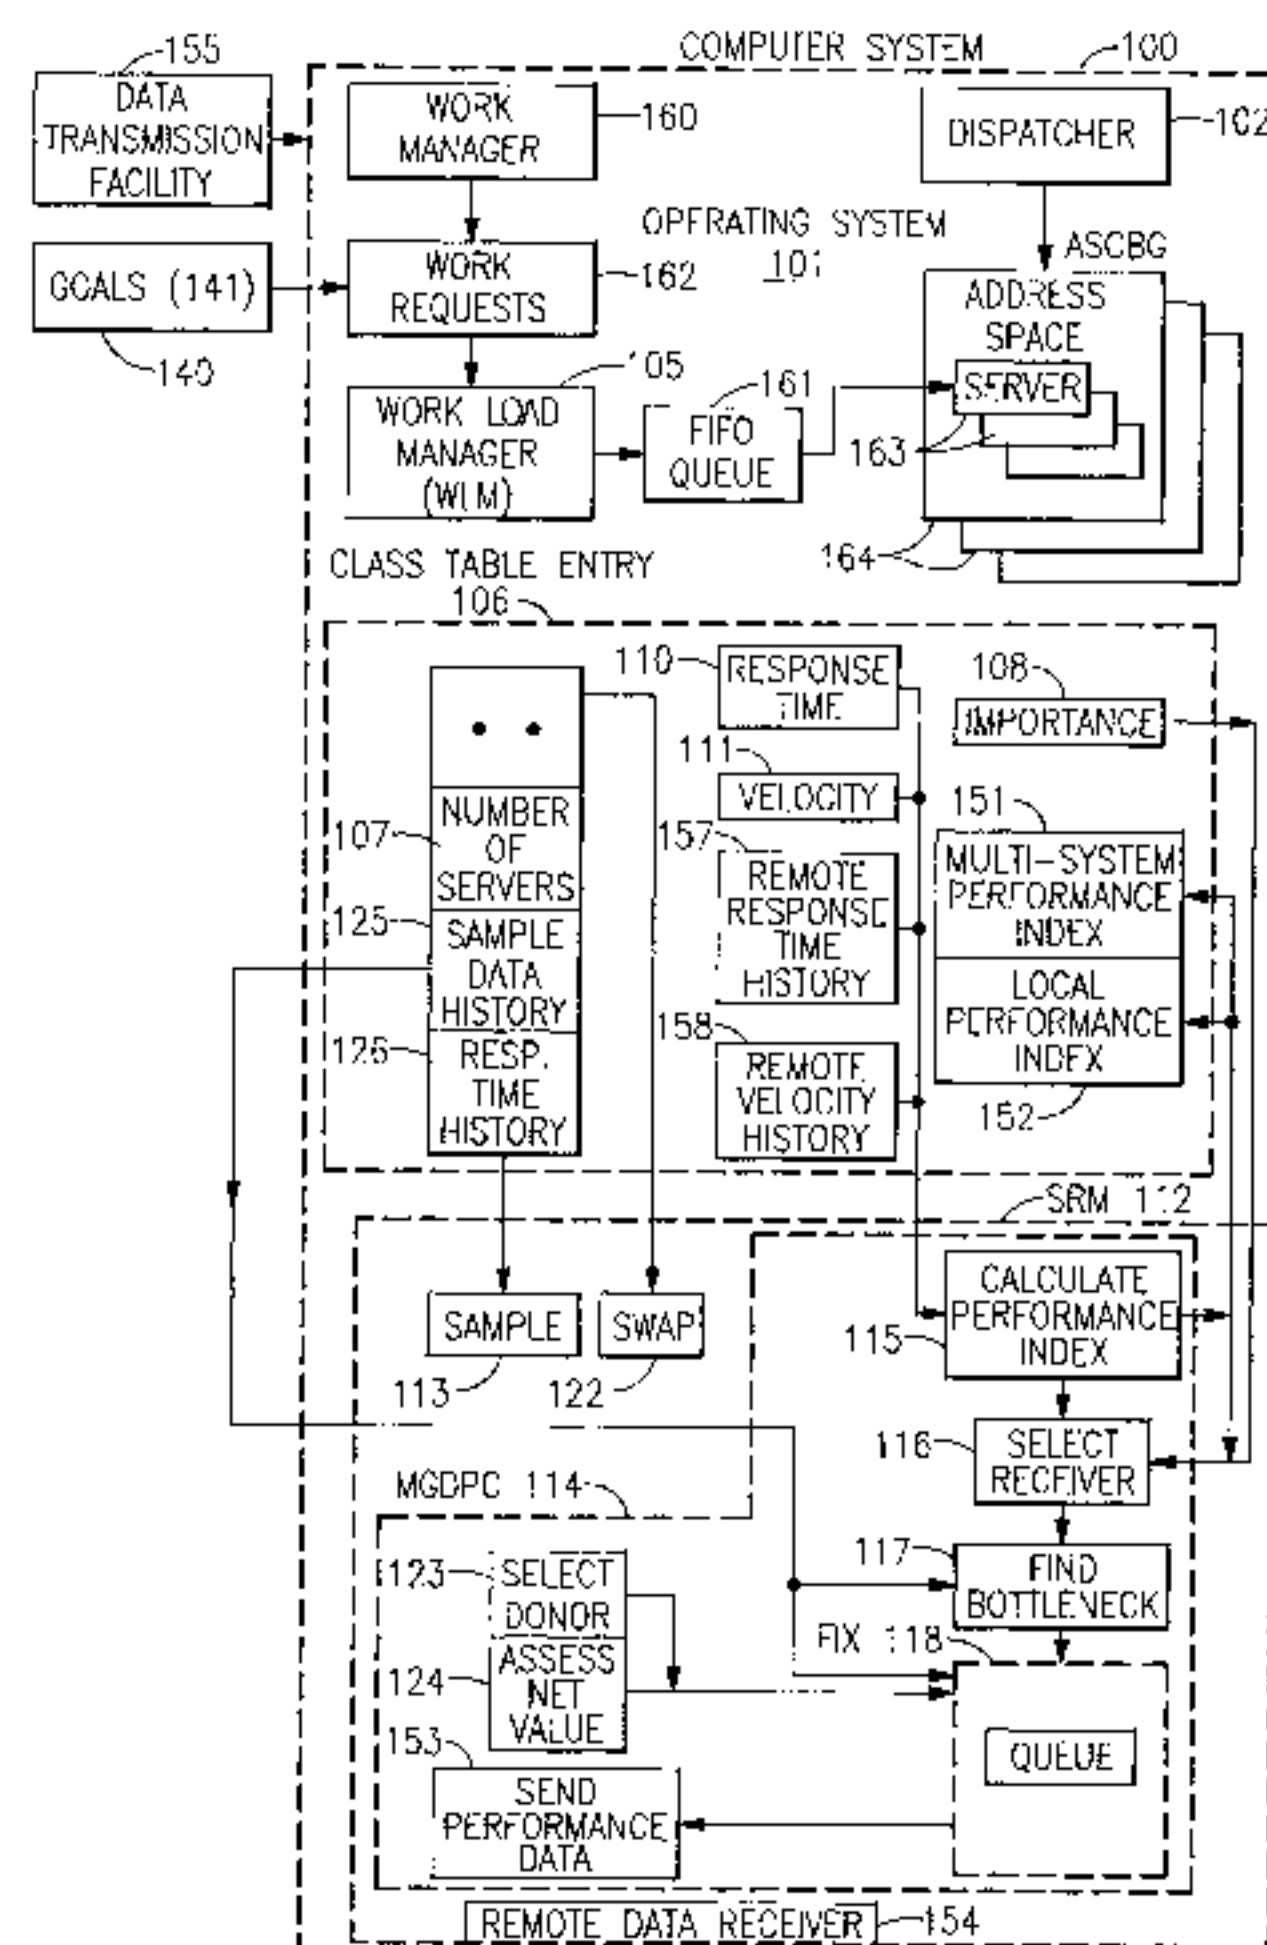 COMPUTER SYSTEM
100
155
DATA
TRANSMISSION
FACILITY
WORK
MANAGER
160
DISPATCHER
102
OPERATING SYSTEM
101
GOALS (141)
140
WORK
REQUESTS
162
ASCBG
ADDRESS
SPACE
SERVER
163
164
105
WORK LOAD
MANAGER
(WLM)
161
FIFO
QUEUE
CLASS TABLE ENTRY
106
110
RESPONSE
TIME
108
IMPORTANCE
111
VELOCITY
107
NUMBER
OF
SERVERS
157
REMOTE
RESPONSE
TIME
HISTORY
151
MULTI-SYSTEM
PERFORMANCE
INDEX
125
SAMPLE
DATA
HISTORY
LOCAL
PERFORMANCE
INDEX
152
126
RESP.
TIME
HISTORY
158
REMOTE
VELOCITY
HISTORY
SRM 112
SAMPLE
113
SWAP
122
CALCULATE
PERFORMANCE
INDEX
115
116
SELECT
RECEIVER
MGDPC 114
117
FIND
BOTTLENECK
123
SELECT
DONOR
FIX 118
124
ASSESS
NET
VALUE
QUEUE
153
SEND
PERFORMANCE
DATA
REMOTE DATA RECEIVER
154